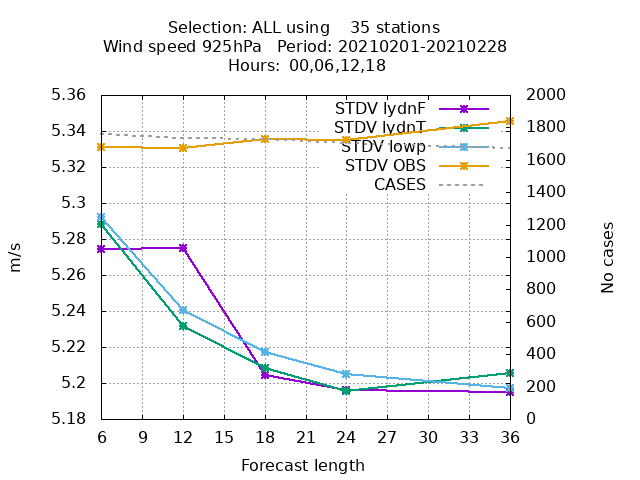 Selection: ALL using    35 stations
Wind speed 925hPa   Period: 20210201-20210228
Hours:  00,06,12,18
5.36
5.34
5.32
5.3
5.28
5.26
5.24
5.22
5.2
5.18
m/s
STDV lydnF
STDV lydnT
STDV lowp
STDV OBS
CASES
2000
1800
1600
1400
1200
1000
800
600
400
200
0
No cases
6 9 12 15 18 21 24 27 30 33 36
Forecast length